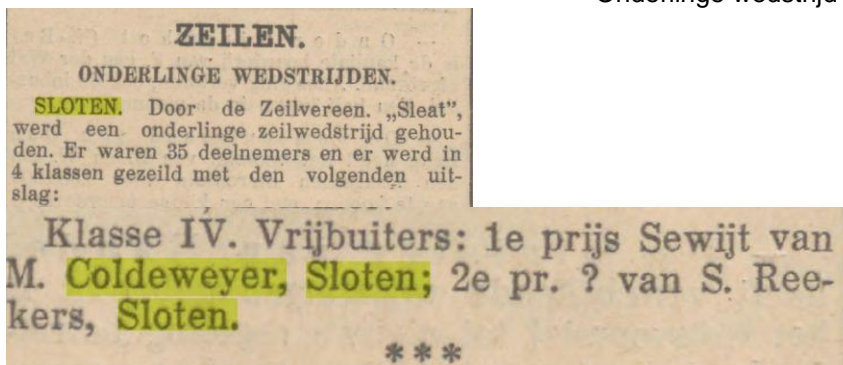 Onderlinge wedstrijd
ZEILEN.
ONDERLINGE WEDSTRIJDEN.
SLOTEN. Door de Zeilvereen. „Sleat”,
werd een onderlinge zeilwedstrijd gehou-
den. Er waren 35 deelnemers en er werd in
4 klassen gezeild met den volgenden uit-
slag:
Klasse IV. Vrijbuiters: 1e prijs Sewijt van
M. Coldeweyer, Sloten; 2e pr. ? van S. Ree-
kers, Sloten.
***